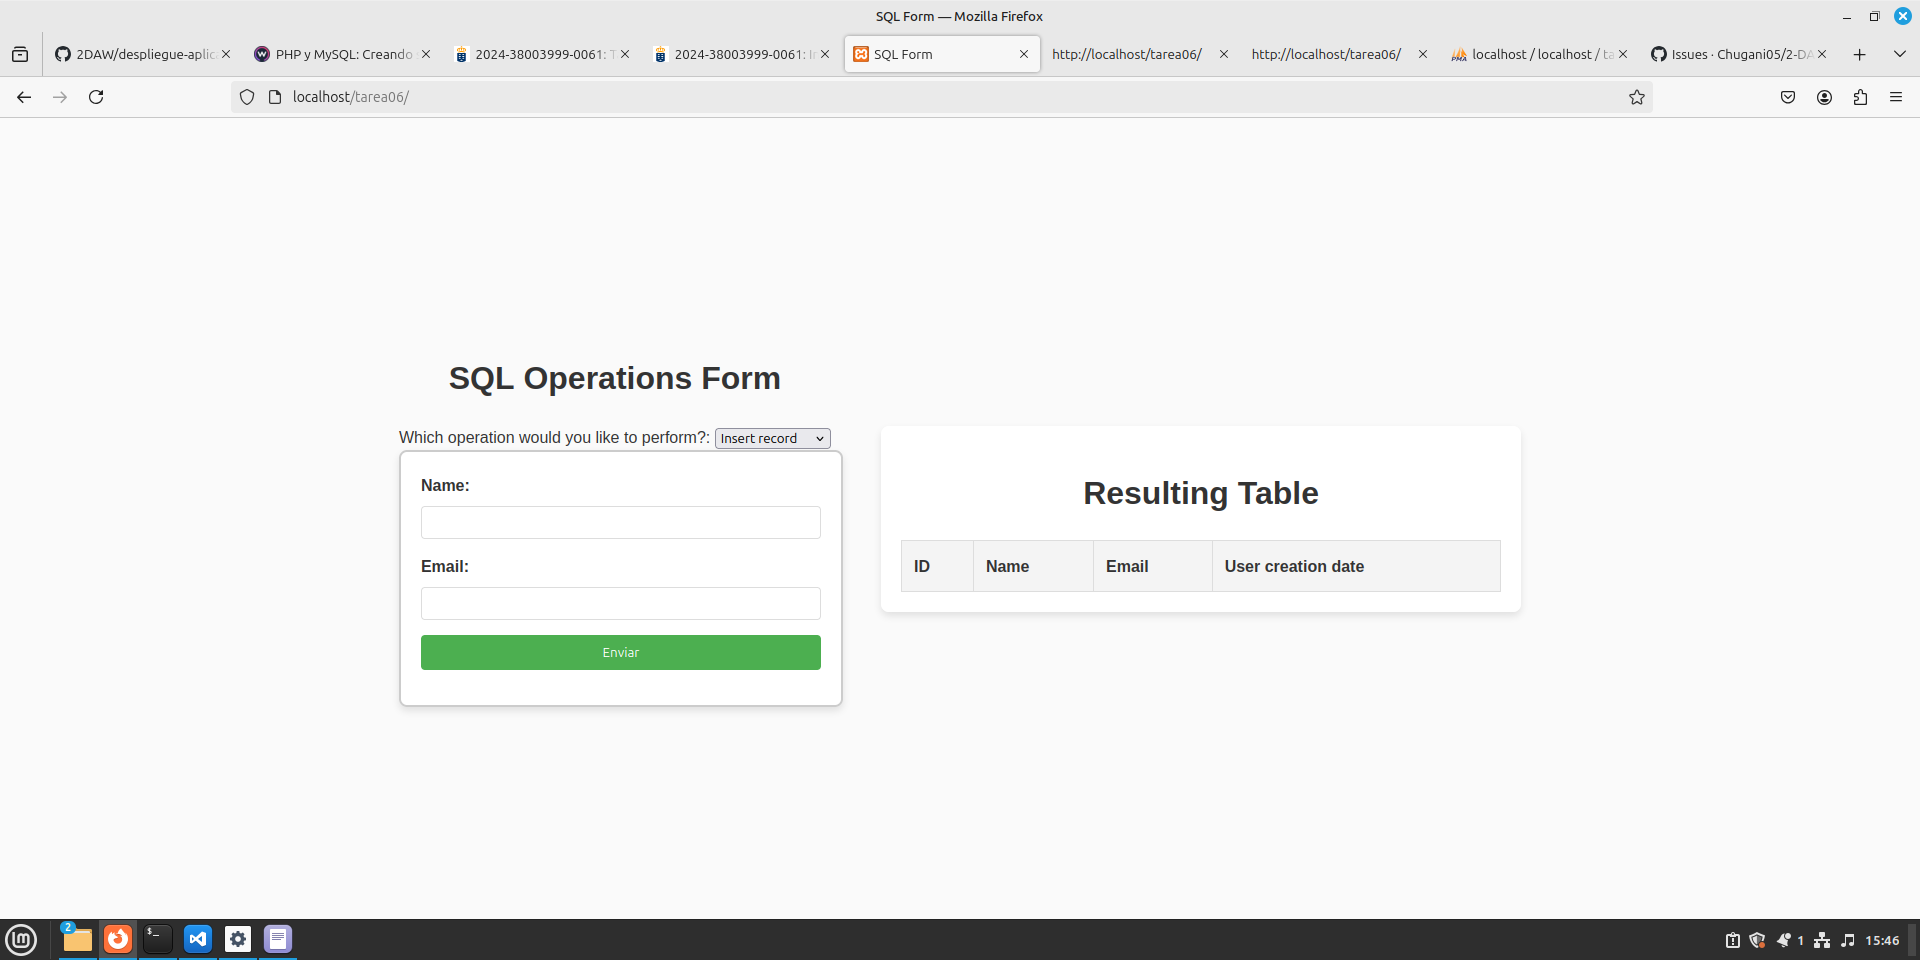 SQL Form — Mozilla Firefox
2DAW/despliegue-aplic
PHP y MySQL: Creando
2024-38003999-0061: T
2024-38003999-0061: I
SQL Form
http://localhost/tarea06/
http://localhost/tarea06/
localhost / localhost / ta
Issues · Chugani05/2-DA
localhost/tarea06/
SQL Operations Form
Which operation would you like to perform?: Insert record
Name:
Email:
Enviar
Resulting Table
ID Name Email User creation date
2
$_
1
15:46